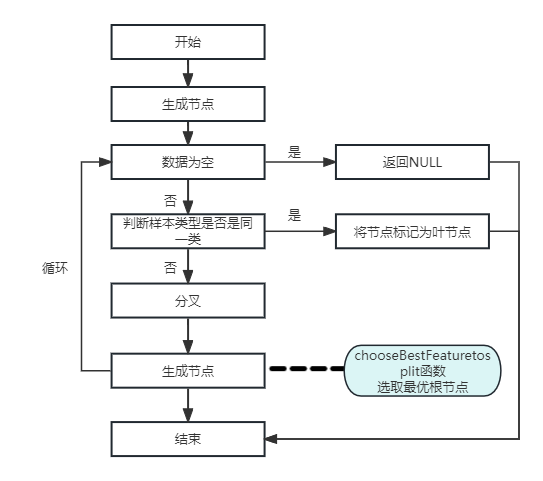 开始
生成节点
数据为空
是
返回NULL
否
判断样本类型是否是同
一类
是
将节点标记为叶节点
否
循环
分叉
生成节点
chooseBestFeaturetos
plit函数
选取最优根节点
结束